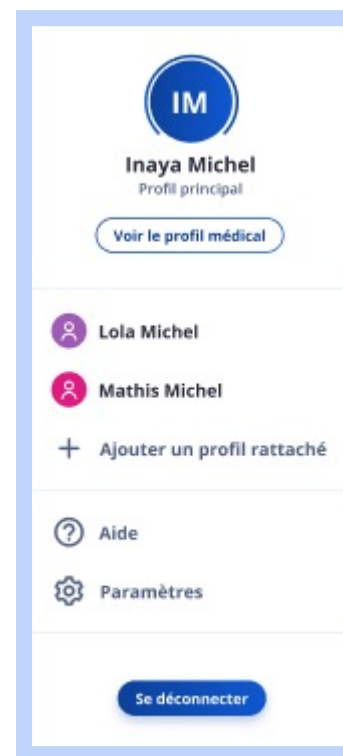 IM
Inaya Michel
Profil principal
Voir le profil médical
Lola Michel
Mathis Michel
Ajouter un profil rattaché
Aide
Paramètres
Se déconnecter